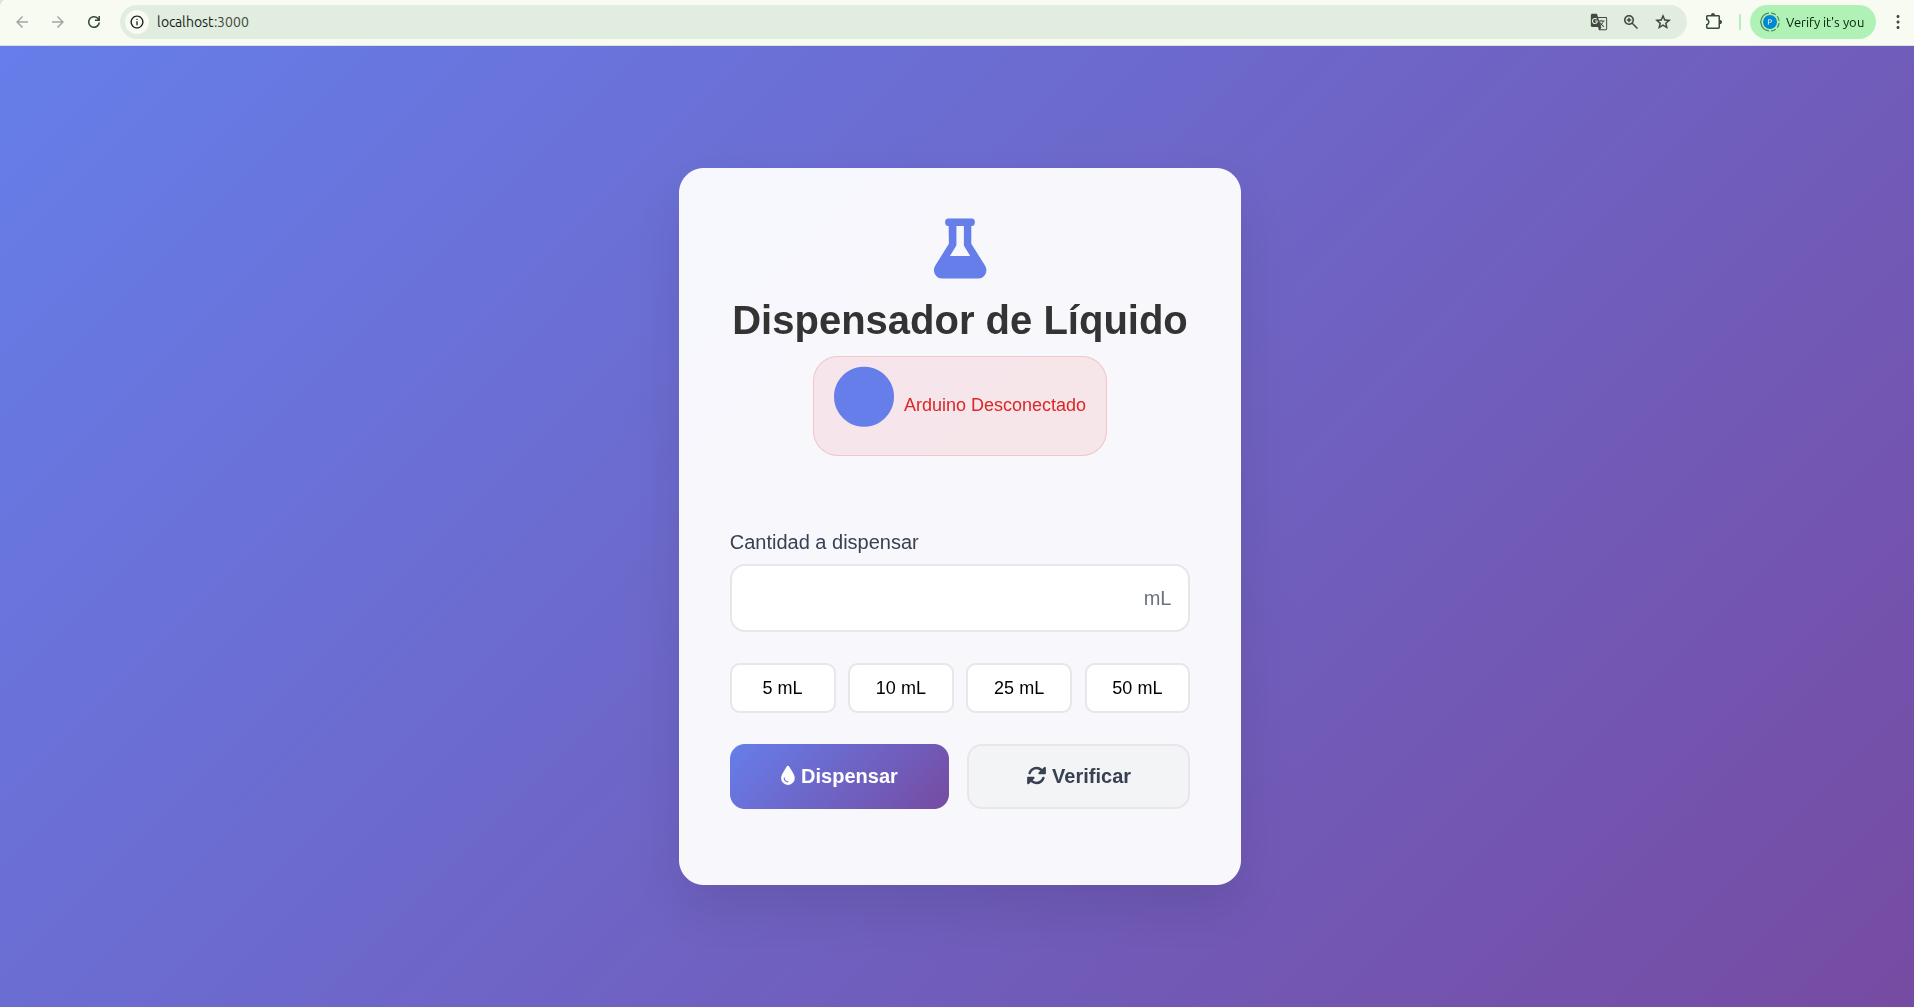 localhost:3000
Verify it's you
Dispensador de Líquido
Arduino Desconectado
Cantidad a dispensar
mL
5 mL
10 mL
25 mL
50 mL
Dispensar
Verificar